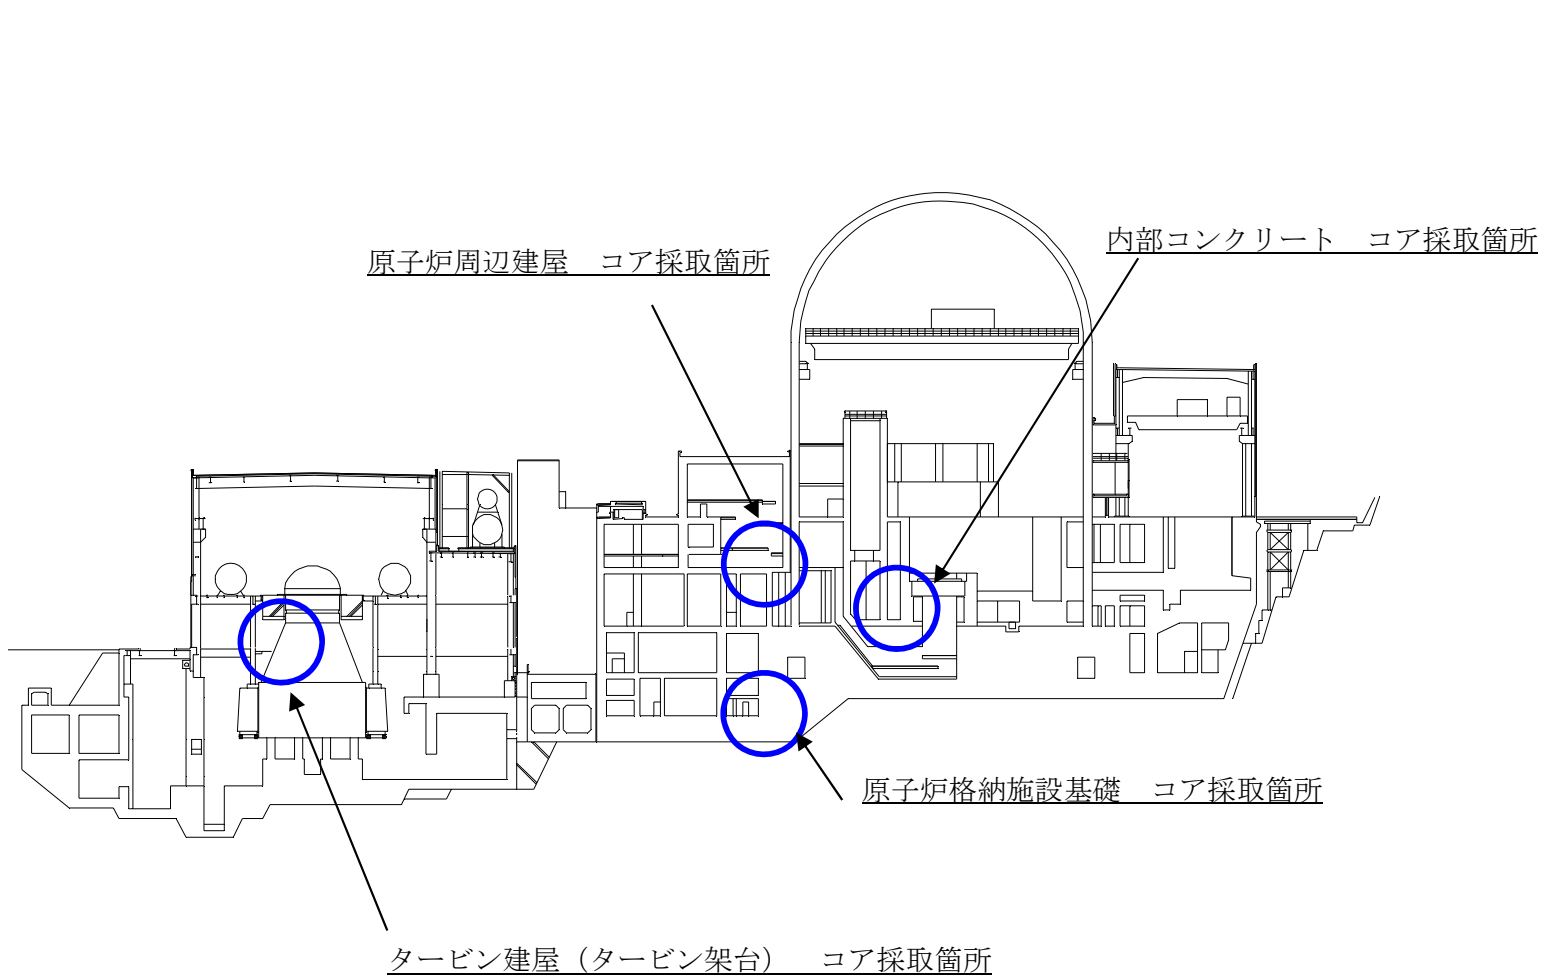 内部コンクリート　コア採取箇所
原子炉周辺建屋　コア採取箇所
原子炉格納施設基礎　コア採取箇所
タービン建屋（タービン架台）　コア採取箇所